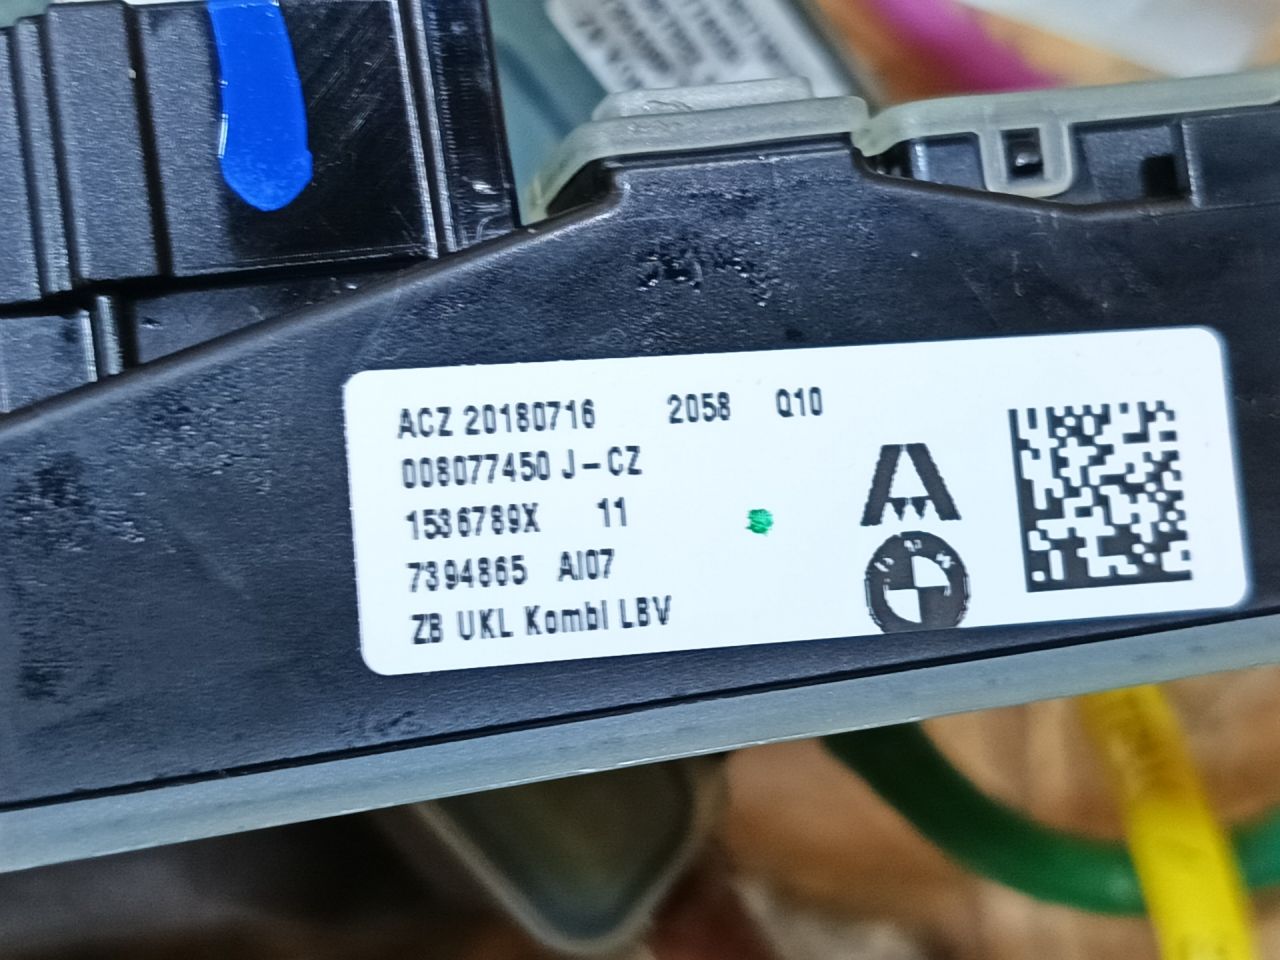 ACZ 20180716 2058 Q10
008077450 J-CZ
1536789X 11
7394865 AI07
ZB UKL Kombi LBV